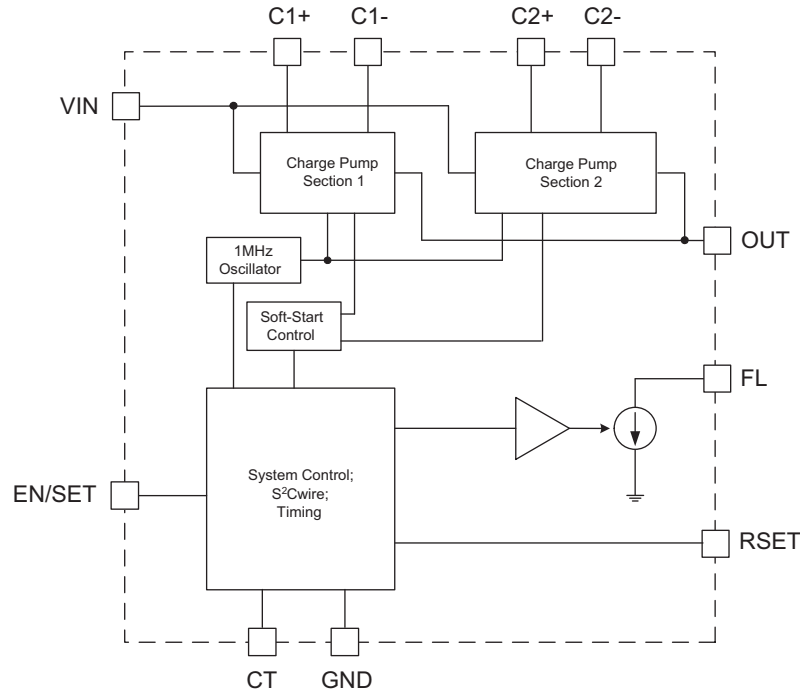 C1+
C1-
C2+
C2-
VIN
Charge Pump
Section 1
Charge Pump
Section 2
OUT
1MHz
Oscillator
Soft-Start
Control
FL
EN/SET
System Control;
S²Cwire;
Timing
RSET
CT
GND